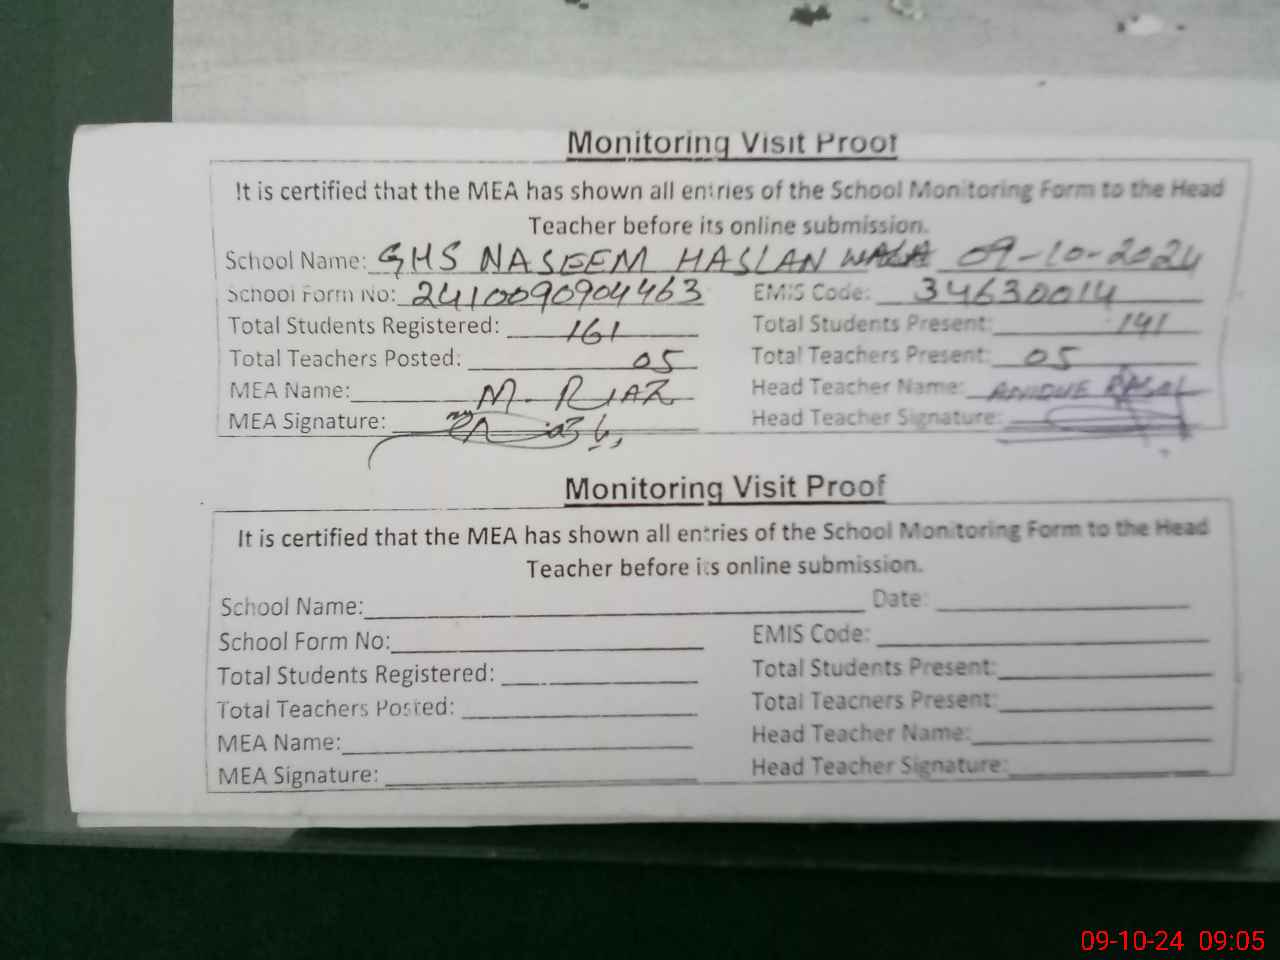 Monitoring Visit Proof
It is certified that the MEA has shown all entries of the School Monitoring Form to the Head
Teacher before its online submission.
School Name: GHS NASEEM HASLAN WALA 09-10-2024
School Form No: 2410090904463 EMIS Code: 34630014
Total Students Registered: 161 Total Students Present: 141
Total Teachers Posted: 05 Total Teachers Present: 05
MEA Name: M. RIAZ Head Teacher Name:
MEA Signature: Head Teacher Signature:
Monitoring Visit Proof
It is certified that the MEA has shown all entries of the School Monitoring Form to the Head
Teacher before its online submission.
School Name: Date:
School Form No: EMIS Code:
Total Students Registered: Total Students Present:
Total Teachers Posted: Total Teachers Present:
MEA Name: Head Teacher Name:
MEA Signature: Head Teacher Signature:
09-10-24 09:05